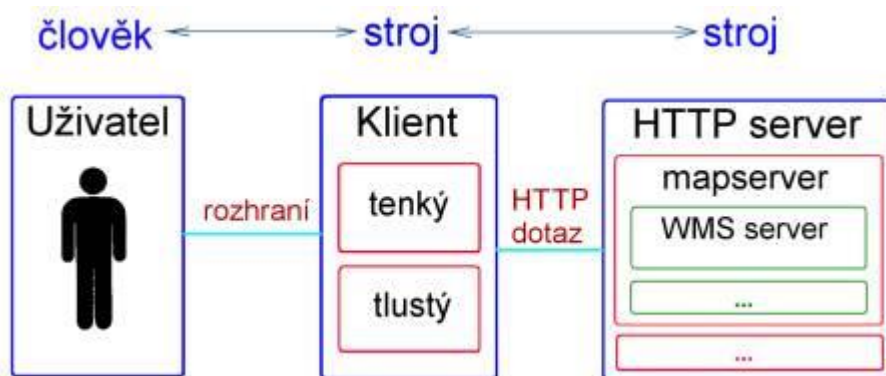 člověk stroj stroj
Uživatel
Klient
HTTP server
rozhraní
tenký
tlustý
HTTP
dotaz
mapserver
WMS server
...
...